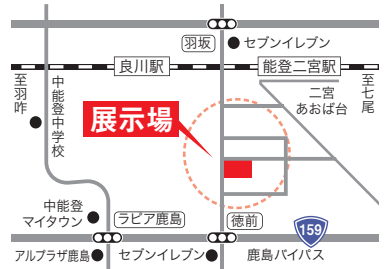 羽坂
セブンイレブン
良川駅
能登二宮駅
至羽咋
中能登中学校
二宮
あおば台
至七尾
展示場
中能登
マイタウン
ラピア鹿島
徳前
159
アルプラザ鹿島
セブンイレブン
鹿島バイパス